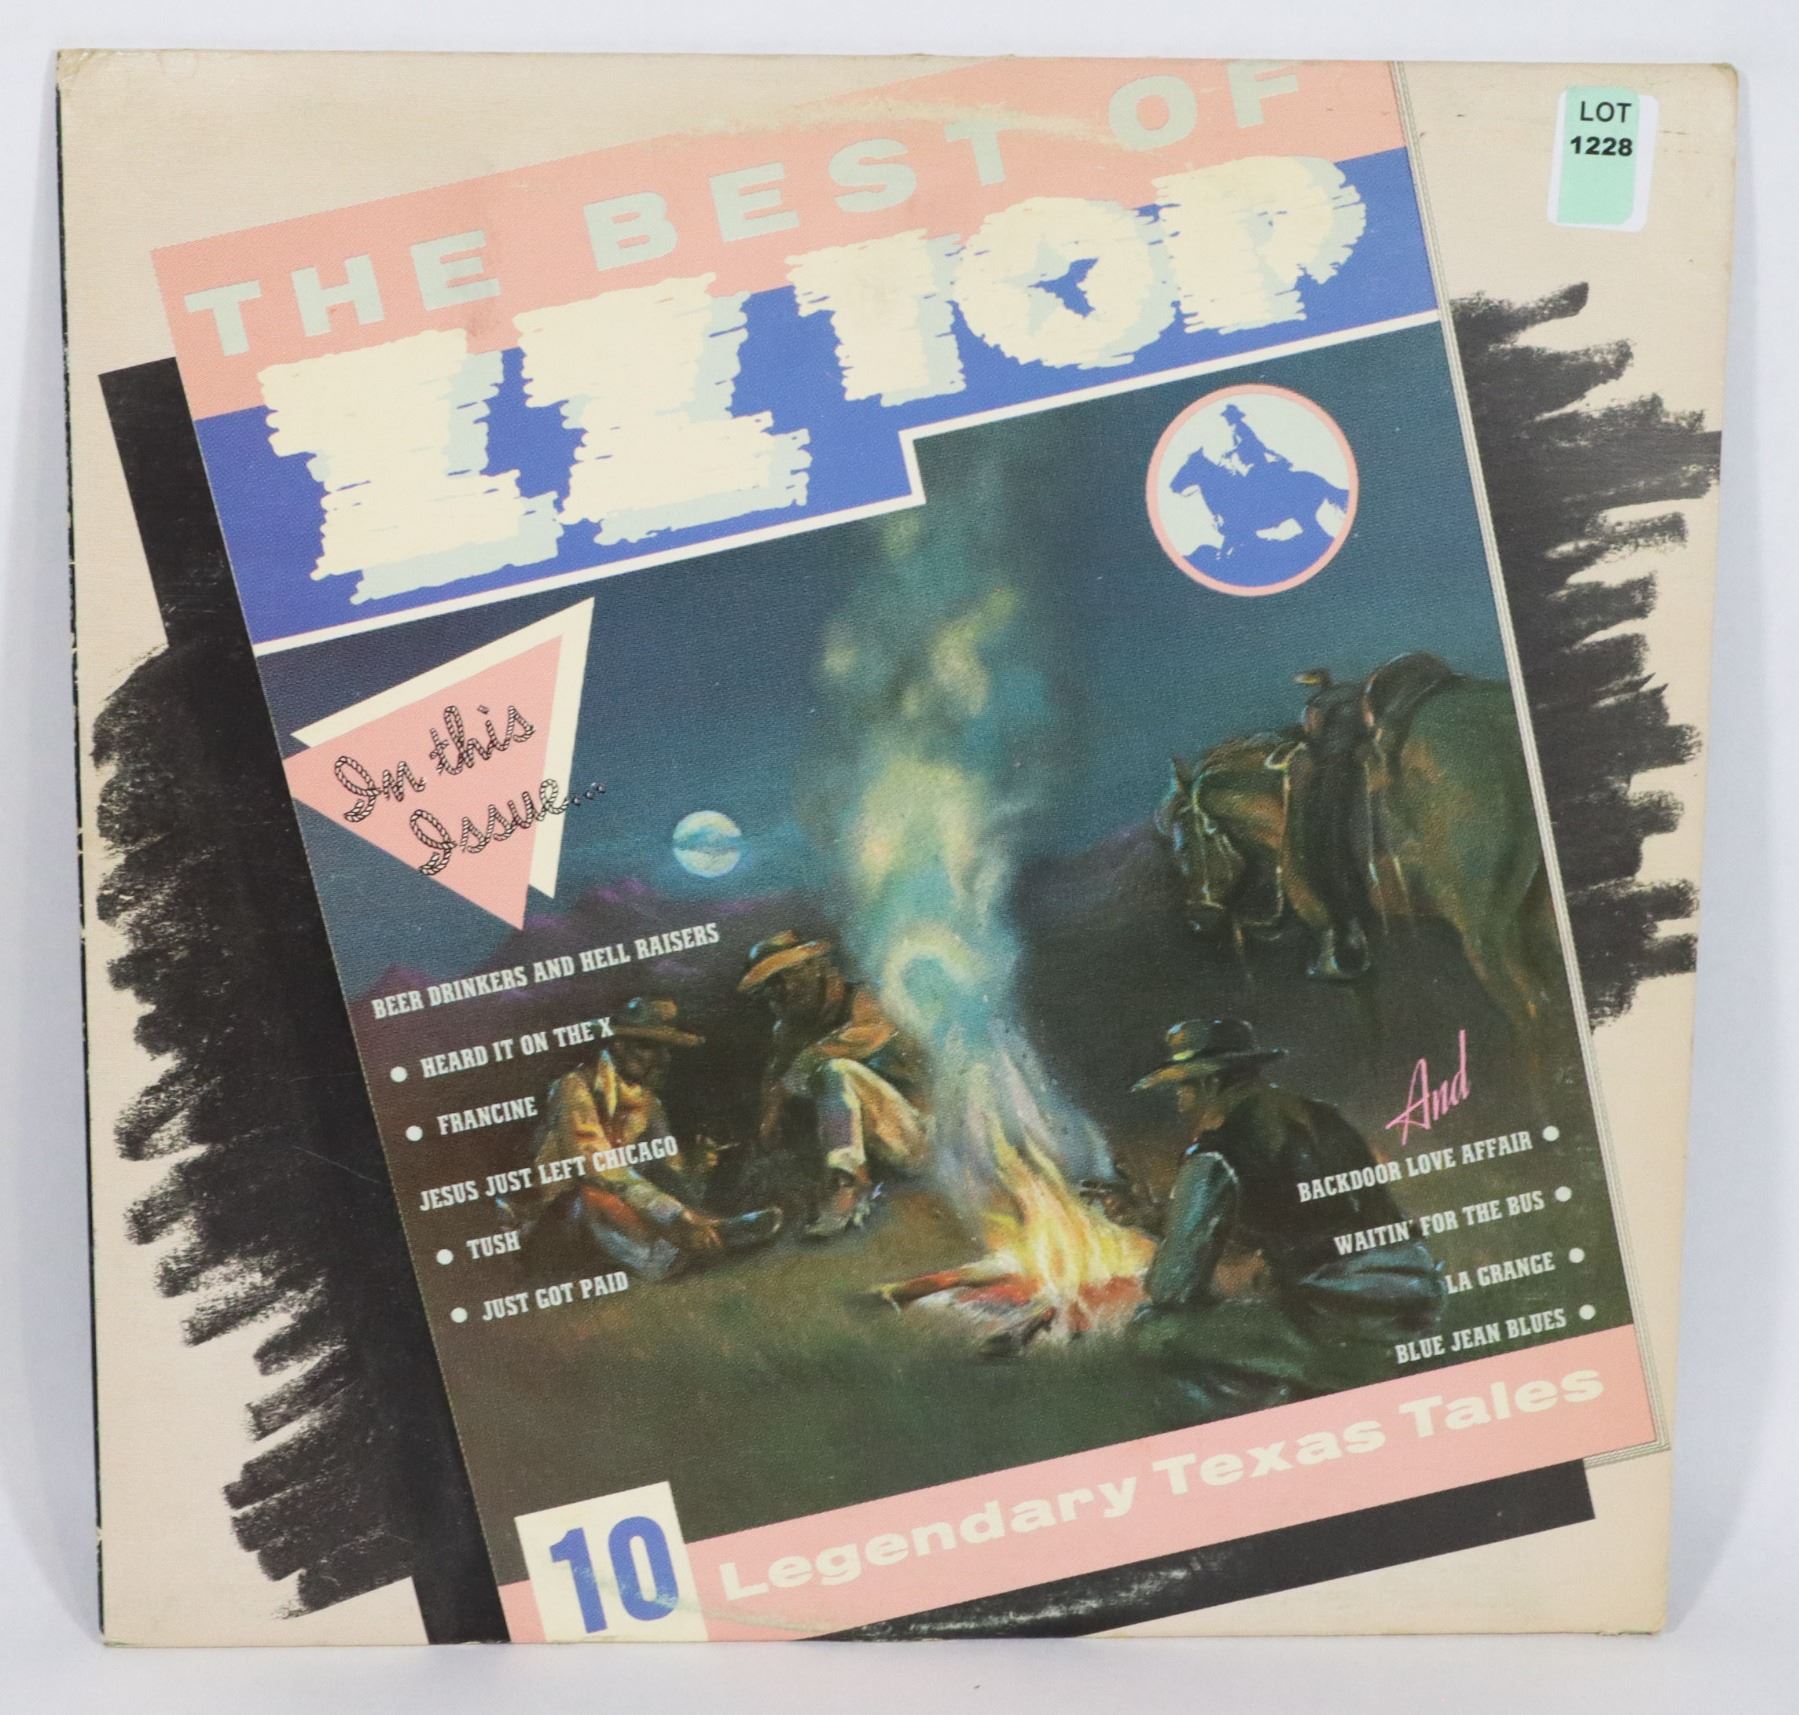 LOT
1228
THE BEST OF
ZZ TOP
In this
Issue...
BEER DRINKERS AND HELL RAISERS
• HEARD IT ON THE X
• FRANCINE
JESUS JUST LEFT CHICAGO
• TUSH
• JUST GOT PAID
And
BACKDOOR LOVE AFFAIR •
WAITIN' FOR THE BUS •
LA GRANGE •
BLUE JEAN BLUES •
10 Legendary Texas Tales